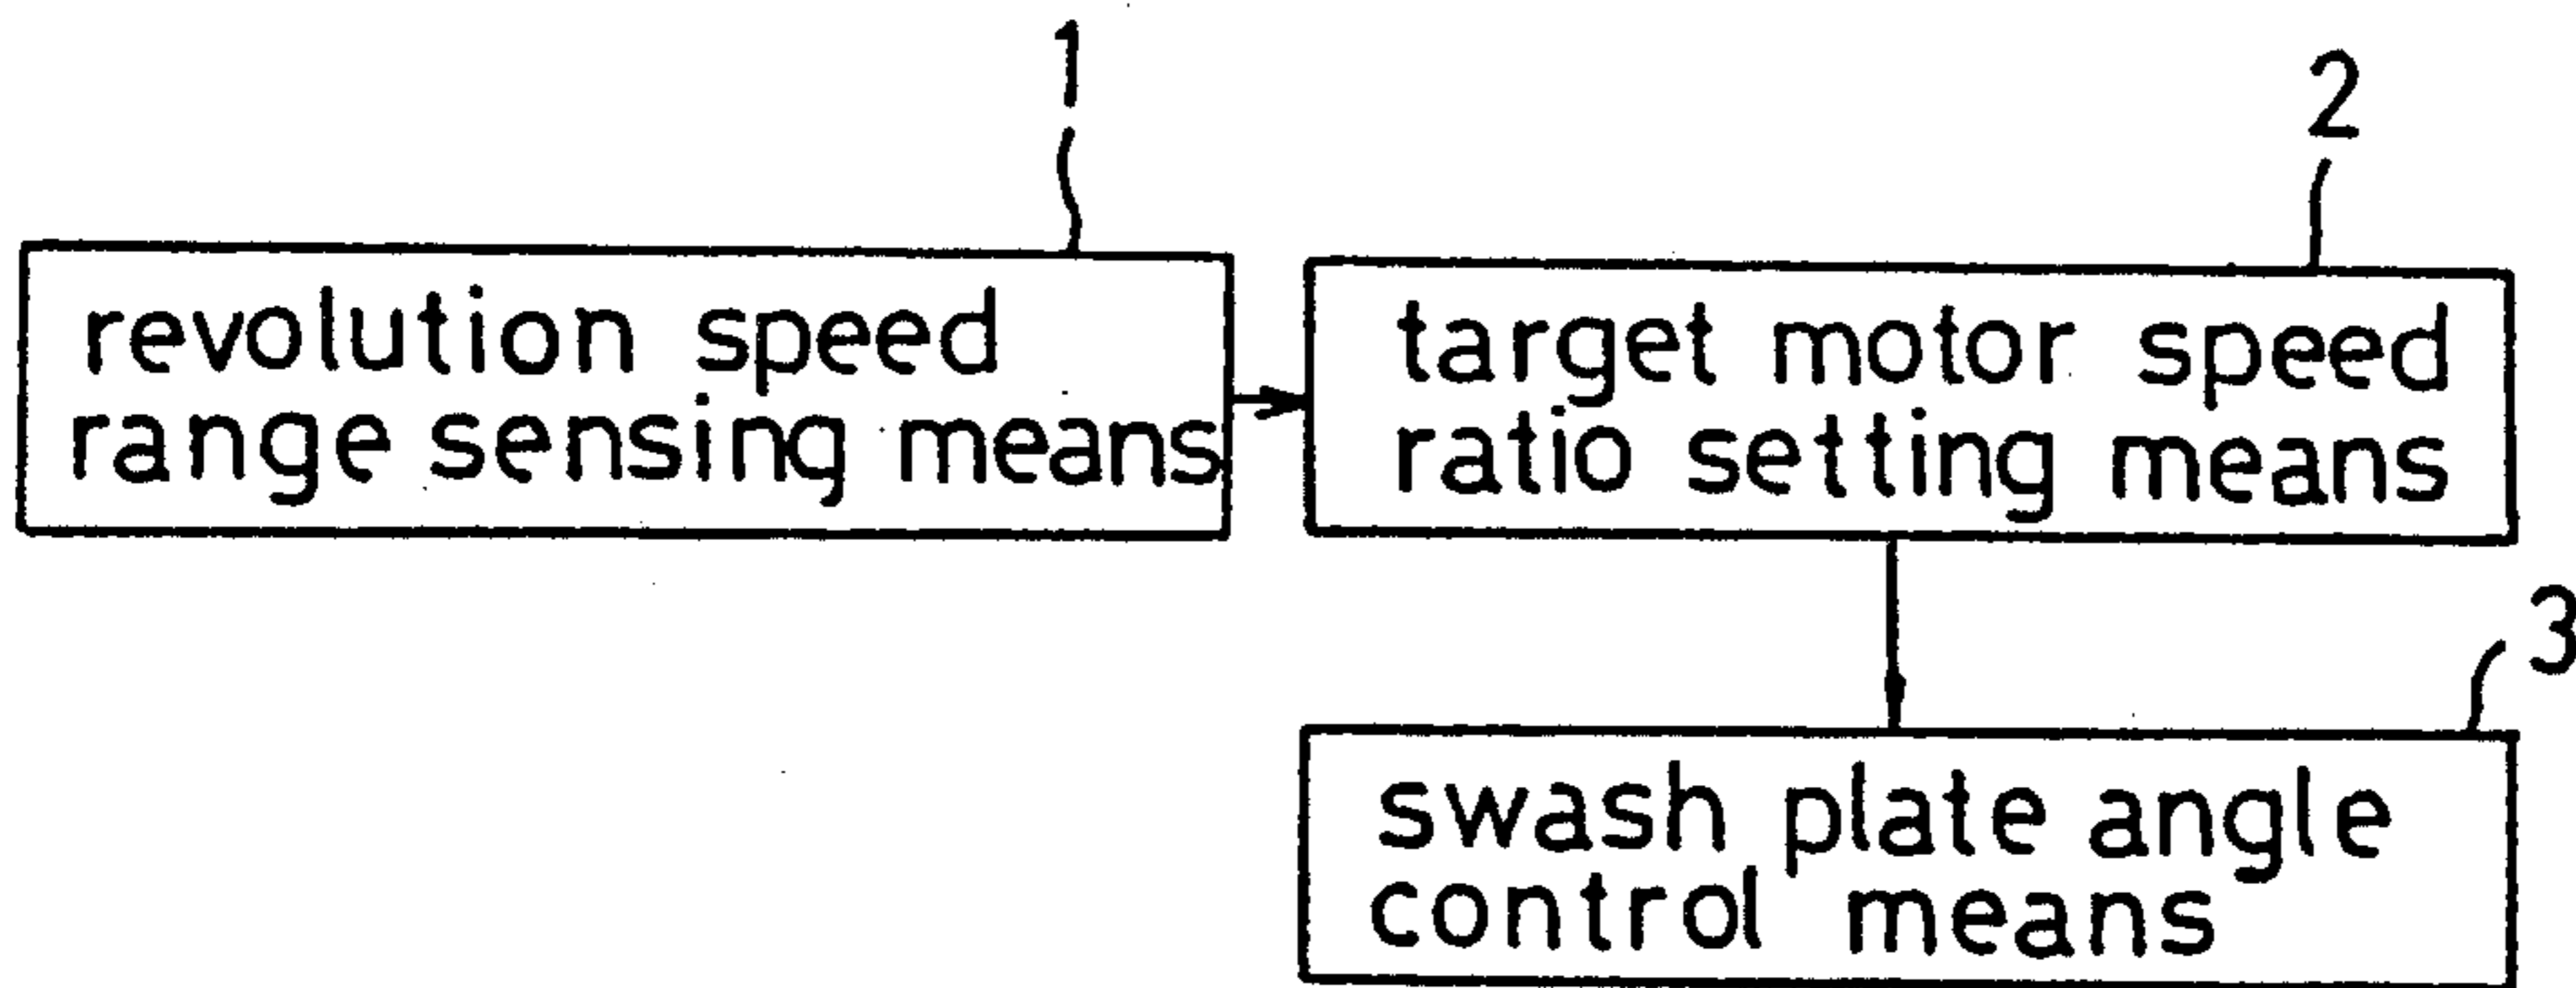 1
2
revolution speed
range sensing means
target motor speed
ratio setting means
3
swash plate angle
control means